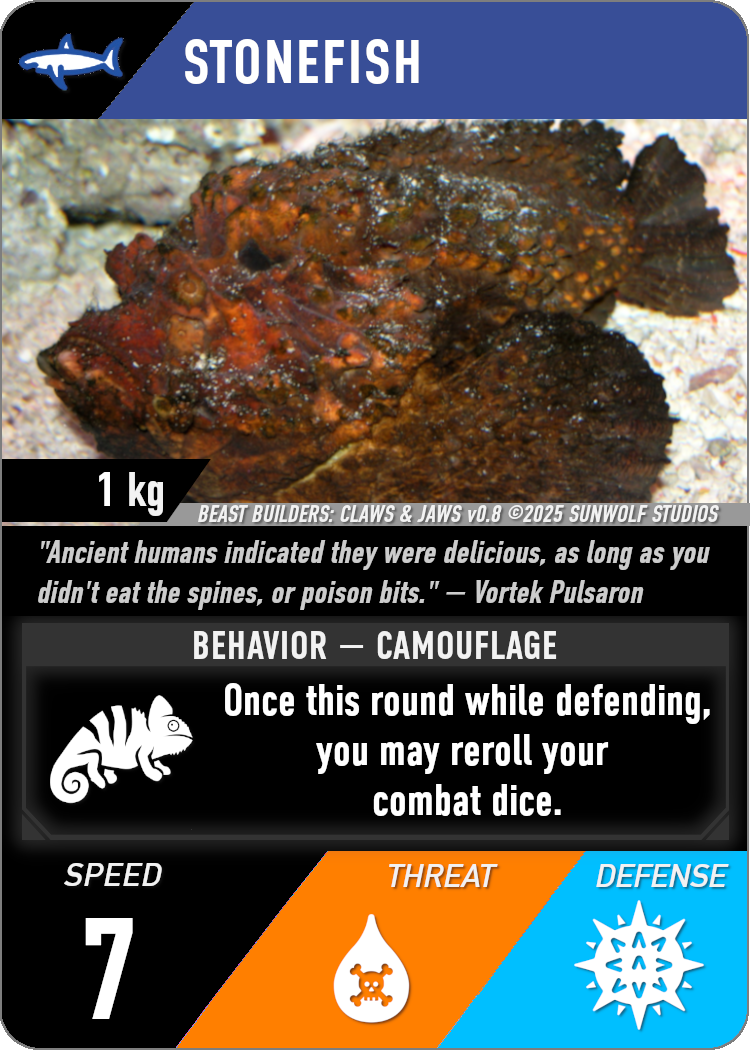 STONEFISH
1 kg
BEAST BUILDERS: CLAWS & JAWS v0.8 ©2025 SUNWOLF STUDIOS
"Ancient humans indicated they were delicious, as long as you
didn't eat the spines, or poison bits." — Vortek Pulsaron
BEHAVIOR — CAMOUFLAGE
Once this round while defending,
you may reroll your
combat dice.
SPEED
THREAT
DEFENSE
7